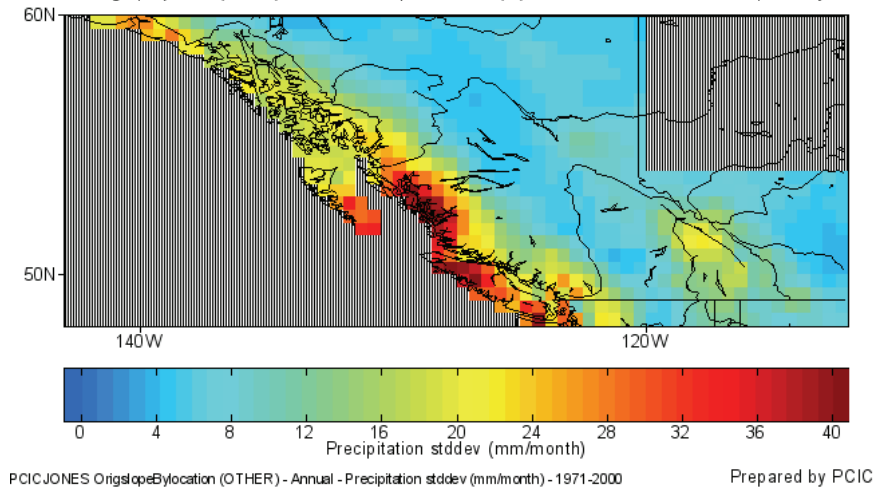 60N
50N
140W 120W
0 4 8 12 16 20 24 28 32 36 40
Precipitation stddev (mm/month)
PCICJONES OrigslopeBylocation (OTHER) - Annual - Precipitation stddev (mm/month) - 1971-2000 Prepared by PCIC